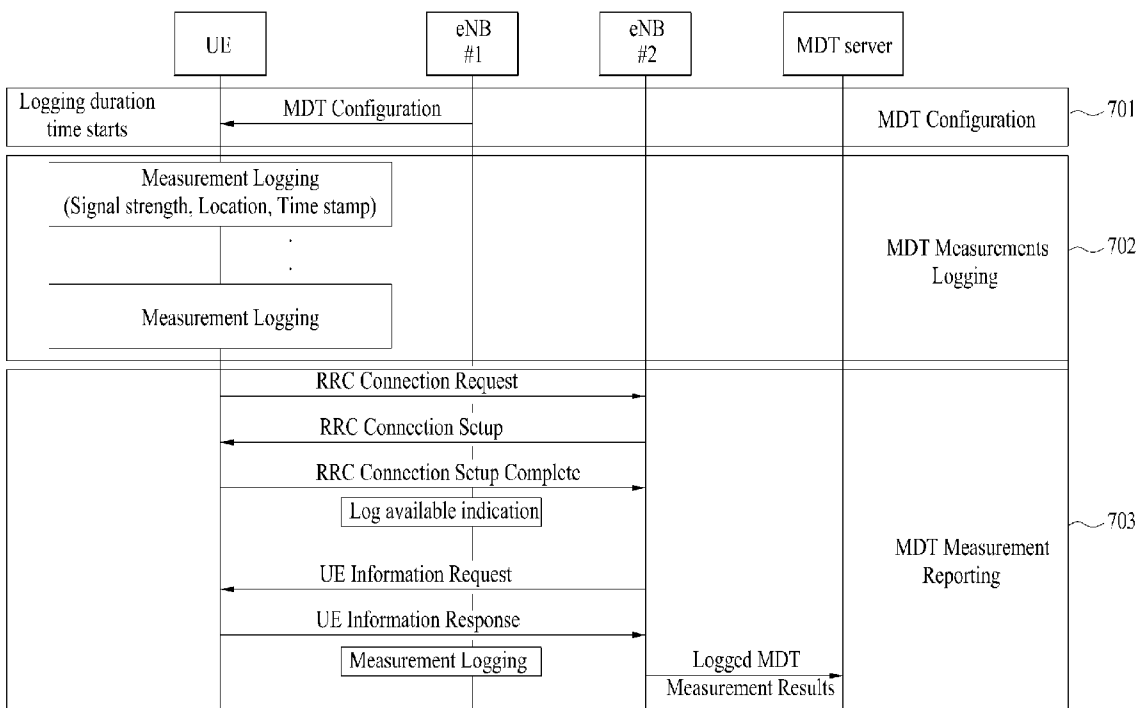 UE
eNB
#1
eNB
#2
MDT server
Logging duration
time starts
MDT Configuration
MDT Configuration
701
Measurement Logging
(Signal strength, Location, Time stamp)
Measurement Logging
MDT Measurements
Logging
702
RRC Connection Request
RRC Connection Setup
RRC Connection Setup Complete
Log available indication
UE Information Request
UE Information Response
Measurement Logging
Logged MDT
Measurement Results
MDT Measurement
Reporting
703